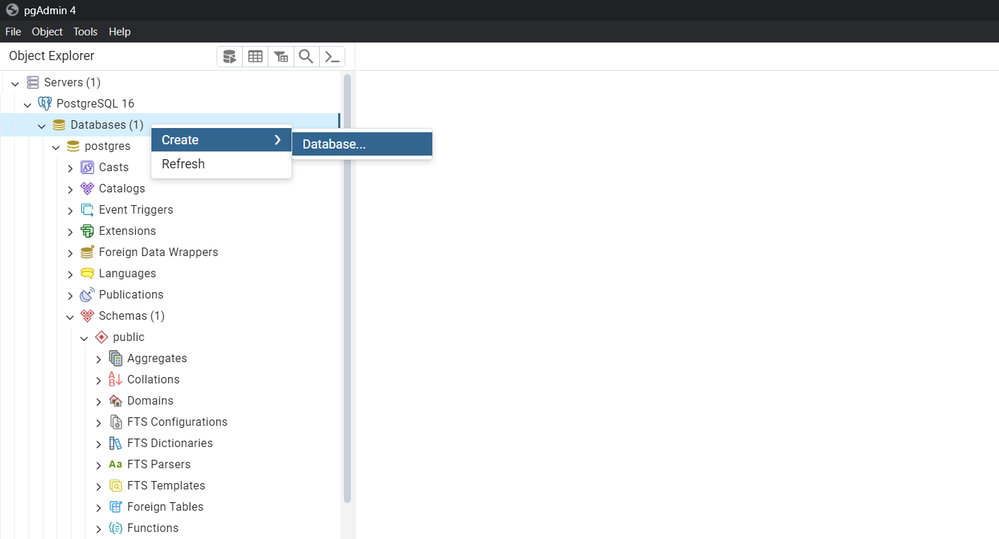 pgAdmin 4
File Object Tools Help
Object Explorer
Servers (1)
PostgreSQL 16
Databases (1)
Create
Database...
Refresh
postgres
Casts
Catalogs
Event Triggers
Extensions
Foreign Data Wrappers
Languages
Publications
Schemas (1)
public
Aggregates
Collations
Domains
FTS Configurations
FTS Dictionaries
Aa FTS Parsers
FTS Templates
Foreign Tables
Functions